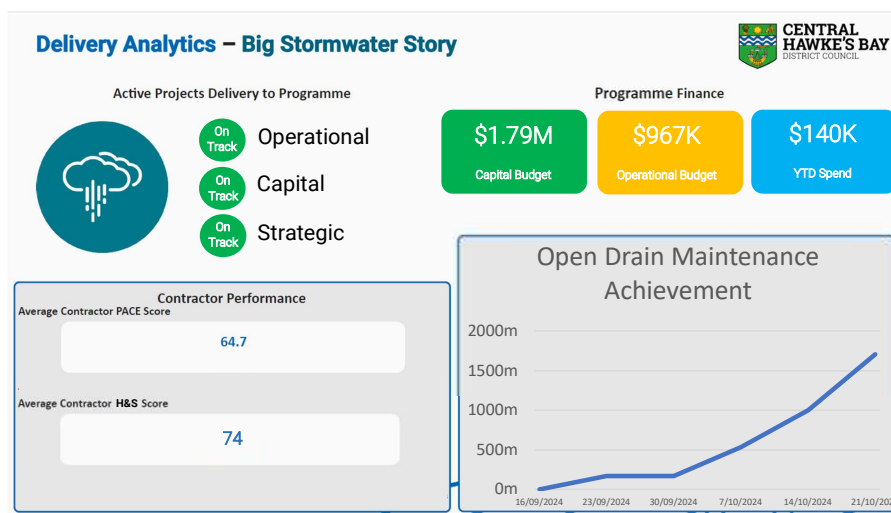 Delivery Analytics – Big Stormwater Story
CENTRAL
HAWKE'S BAY
DISTRICT COUNCIL
Active Projects Delivery to Programme
On
Track
Operational
On
Track
Capital
On
Track
Strategic
Programme Finance
$1.79M
Capital Budget
$967K
Operational Budget
$140K
YTD Spend
Contractor Performance
Average Contractor PACE Score
64.7
Average Contractor H&S Score
74
Open Drain Maintenance
Achievement
2000m
1500m
1000m
500m
0m
16/09/2024 23/09/2024 30/09/2024 7/10/2024 14/10/2024 21/10/202